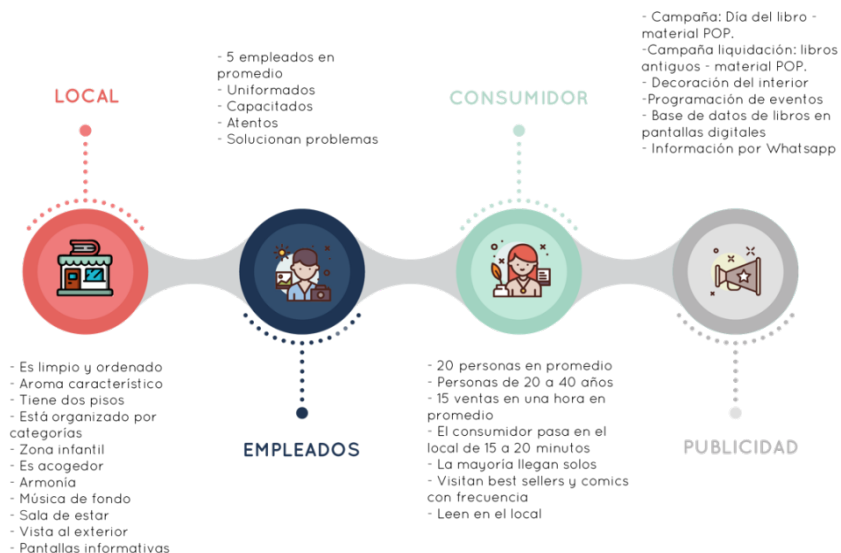 LOCAL
- Es limpio y ordenado
- Aroma característico
- Tiene dos pisos
- Está organizado por
categorías
- Zona infantil
- Es acogedor
- Armonía
- Música de fondo
- Sala de estar
- Vista al exterior
- Pantallas informativas
- 5 empleados en
promedio
- Uniformados
- Capacitados
- Atentos
- Solucionan problemas
EMPLEADOS
CONSUMIDOR
- 20 personas en promedio
- Personas de 20 a 40 años
- 15 ventas en una hora en
promedio
- El consumidor pasa en el
local de 15 a 20 minutos
- La mayoría llegan solos
- Visitan best sellers y comics
con frecuencia
- Leen en el local
- Campaña: Día del libro -
material POP.
-Campaña liquidación: libros
antiguos - material POP.
- Decoración del interior
-Programación de eventos
- Base de datos de libros en
pantallas digitales
- Información por Whatsapp
PUBLICIDAD